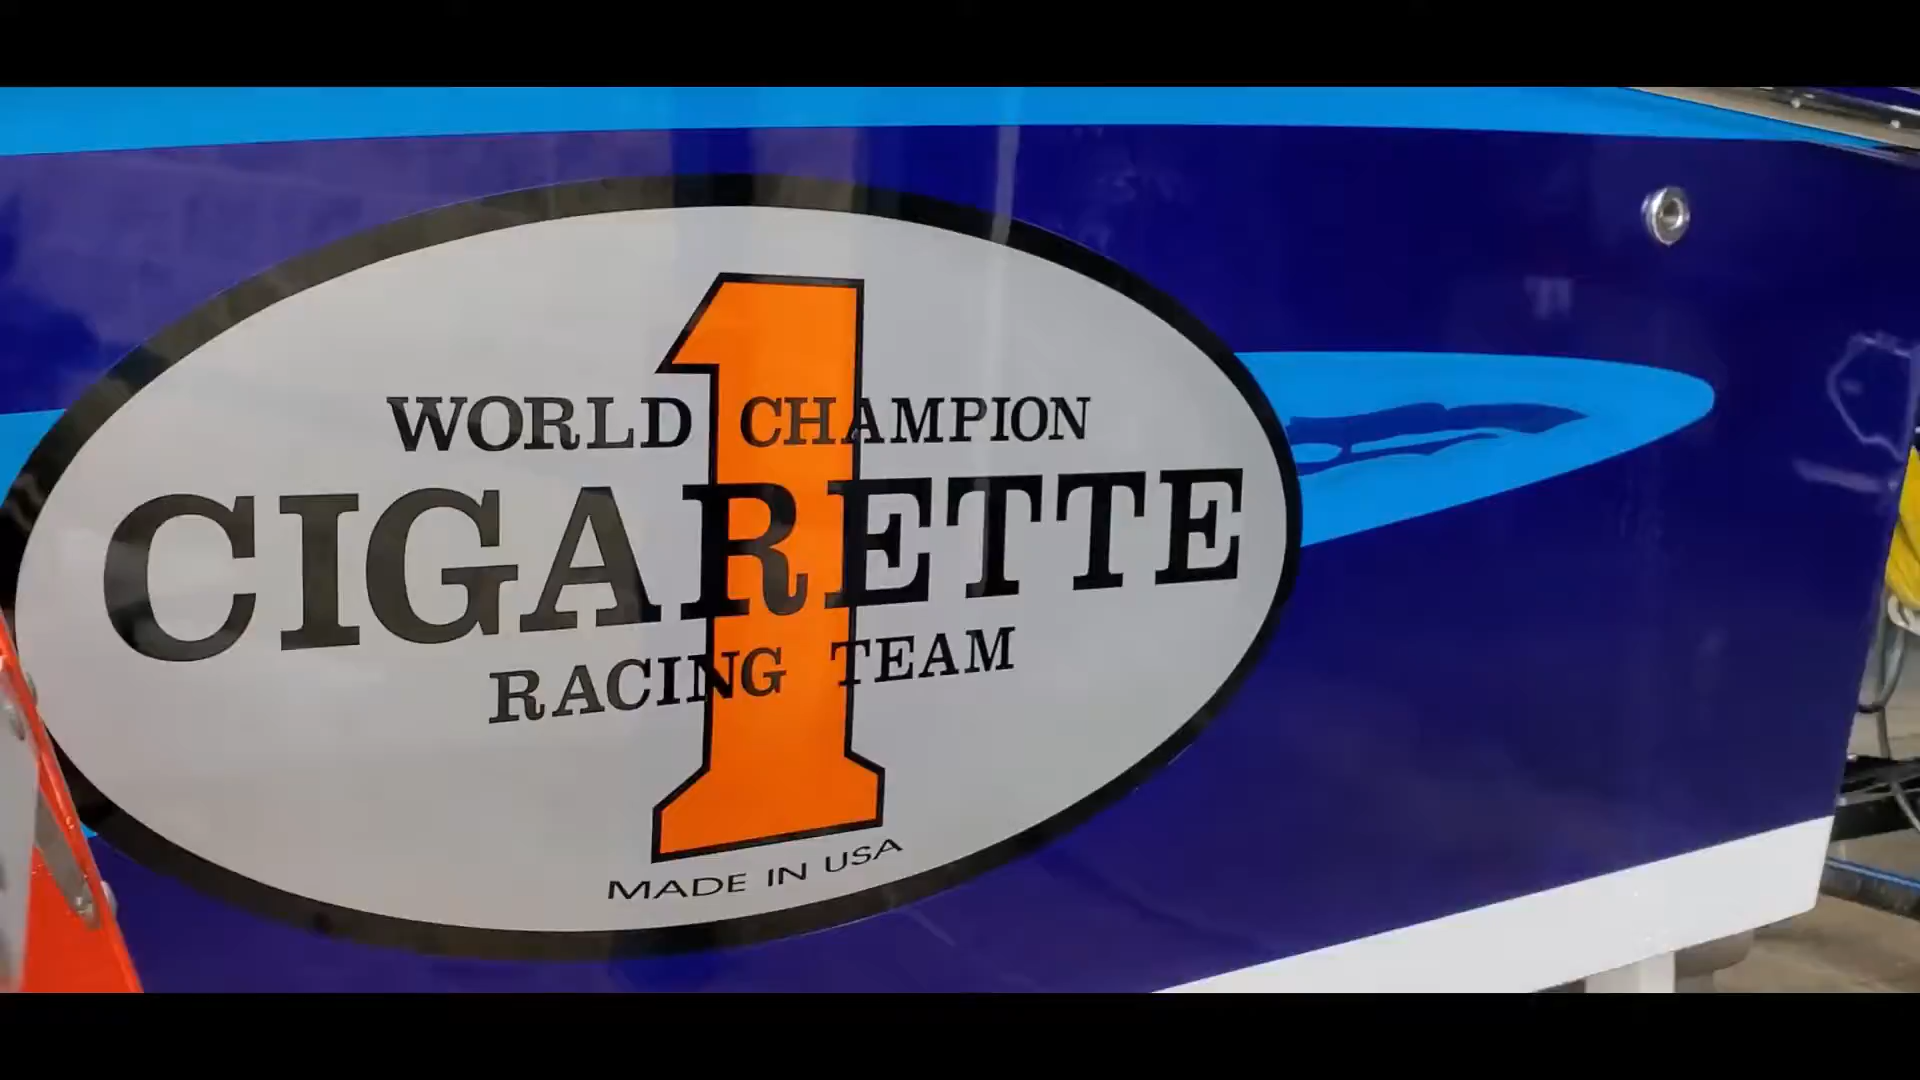 1
WORLD CHAMPION
CIGARETTE
RACING TEAM
MADE IN USA